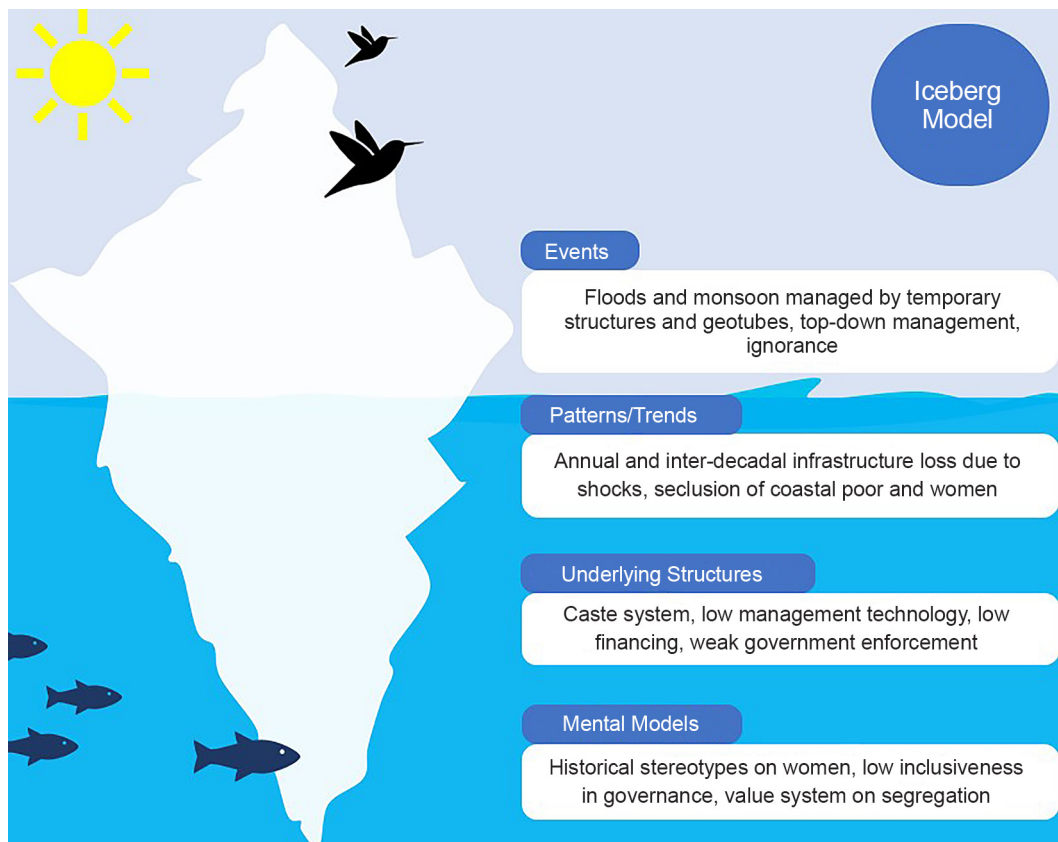 Iceberg
Model
Events
Floods and monsoon managed by temporary
structures and geotubes, top-down management,
ignorance
Patterns/Trends
Annual and inter-decadal infrastructure loss due to
shocks, seclusion of coastal poor and women
Underlying Structures
Caste system, low management technology, low
financing, weak government enforcement
Mental Models
Historical stereotypes on women, low inclusiveness
in governance, value system on segregation